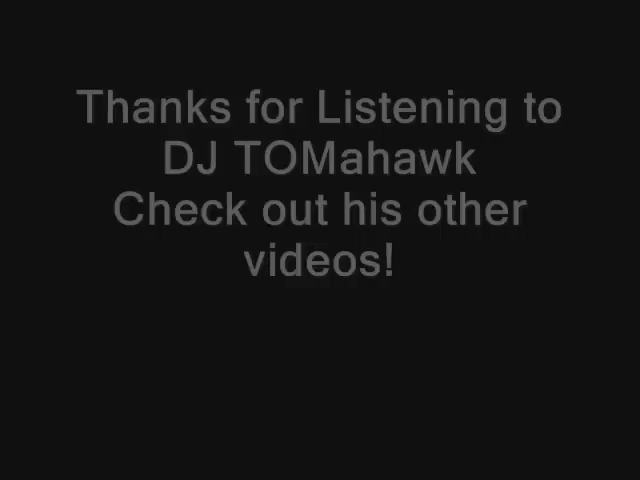 Thanks for Listening to
DJ TOMahawk
Check out his other
videos!